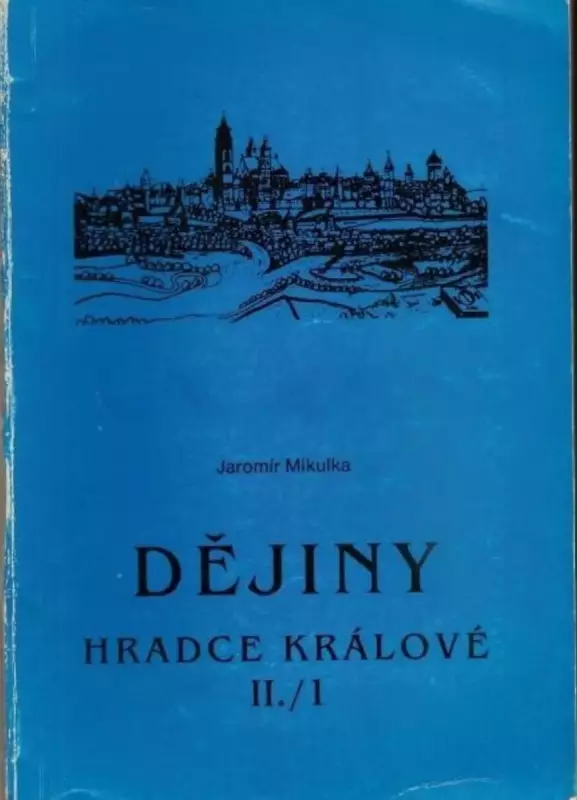 Jaromír Mikulka
DĚJINY
HRADCE KRÁLOVÉ
II./1